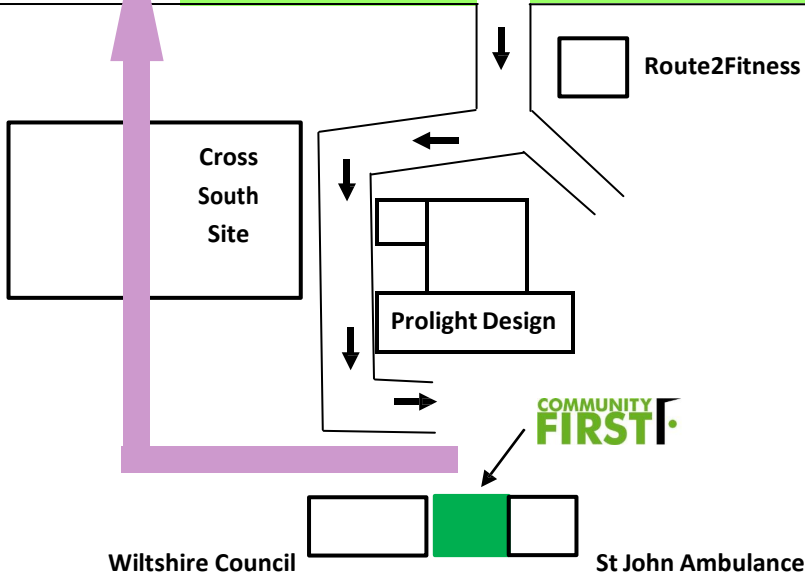 Route2Fitness
Cross
South
Site
Prolight Design
COMMUNITY
FIRST
Wiltshire Council
St John Ambulance